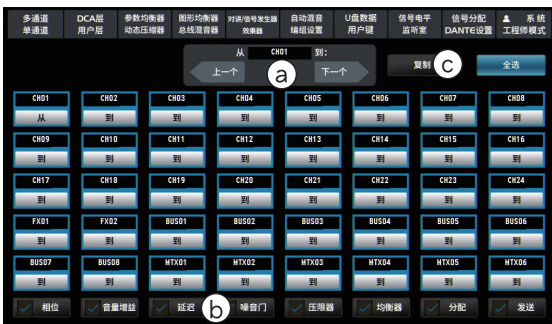 多通道 DCA层 参数均衡器 图形均衡器 对讲/信号发生器 自动混音 U盘数据 信号电平 信号分配 系统
单通道 用户层 动态压缩器 总线混音器 效果器 编组设置 用户键 监听室 DANTE设置 工程师模式
从 CH01 到:
上一个 a 下一个 复制 c 全选
CH01 CH02 CH03 CH04 CH05 CH06 CH07 CH08
从 到 到 到 到 到 到 到
CH09 CH10 CH11 CH12 CH13 CH14 CH15 CH16
到 到 到 到 到 到 到 到
CH17 CH18 CH19 CH20 CH21 CH22 CH23 CH24
到 到 到 到 到 到 到 到
FX01 FX02 BUS01 BUS02 BUS03 BUS04 BUS05 BUS06
到 到 到 到 到 到 到 到
BUS07 BUS08 MTX01 MTX02 MTX03 MTX04 MTX05 MTX06
到 到 到 到 到 到 到 到
相位 音量增益 延迟 b 噪音门 压限器 均衡器 分配 发送